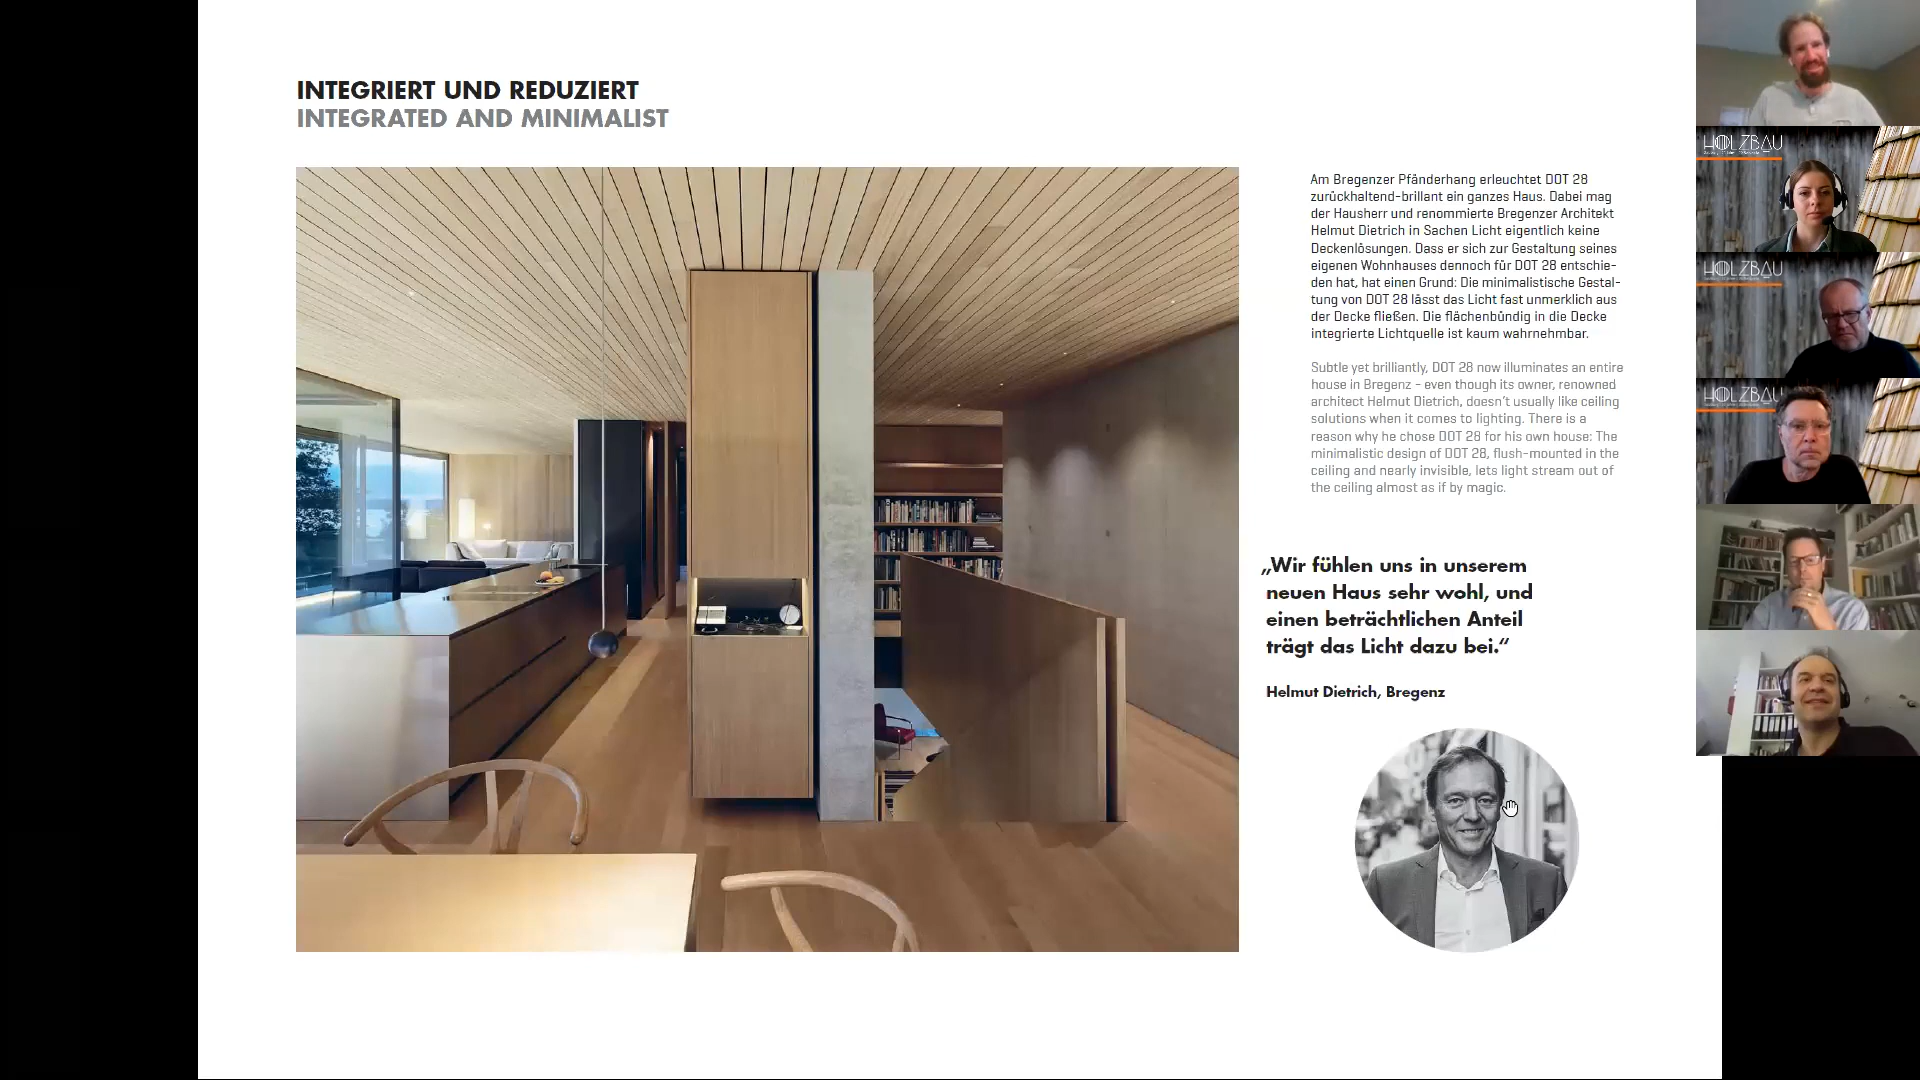 INTEGRIERT UND REDUZIERT
INTEGRATED AND MINIMALIST
Am Bregenzer Pfänderhang erleuchtet DOT 28
zurückhaltend-brillant ein ganzes Haus. Dabei mag
der Hausherr und renommierte Bregenzer Architekt
Helmut Dietrich in Sachen Licht eigentlich keine
Deckenlösungen. Dass er sich zur Gestaltung seines
eigenen Wohnhauses dennoch für DOT 28 entschie-
den hat, hat einen Grund: Die minimalistische Gestal-
tung von DOT 28 lässt das Licht fast unmerklich aus
der Decke fließen. Die flächenbündig in die Decke
integrierte Lichtquelle ist kaum wahrnehmbar.
Subtle yet brilliantly, DOT 28 now illuminates an entire
house in Bregenz – even though its owner, renowned
architect Helmut Dietrich, doesn't usually like ceiling
solutions when it comes to lighting. There is a
reason why he chose DOT 28 for his own house: The
minimalistic design of DOT 28, flush-mounted in the
ceiling and nearly invisible, lets light stream out of
the ceiling almost as if by magic.
„Wir fühlen uns in unserem
neuen Haus sehr wohl, und
einen beträchtlichen Anteil
trägt das Licht dazu bei.“
Helmut Dietrich, Bregenz
HOLZBAU
HOLZBAU
HOLZBAU